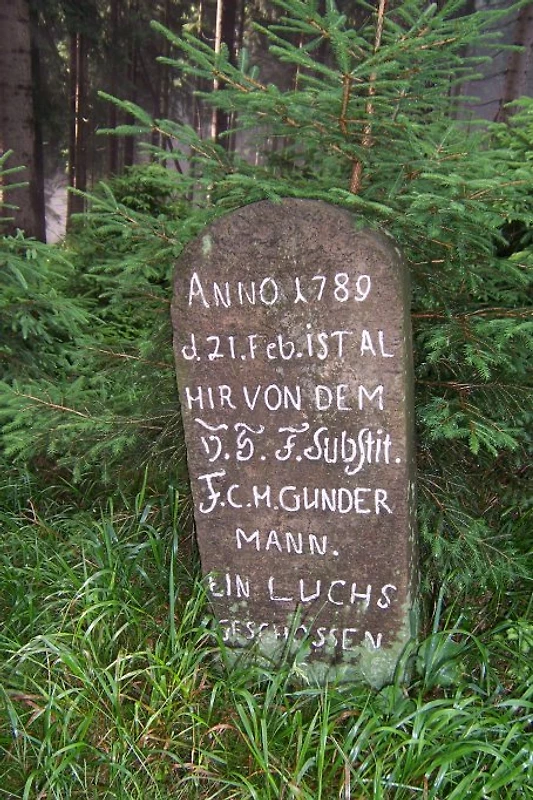 ANNO 1789
d. 21. Feb. iST AL
HIR VON DEM
F. Substit.
F. C. H. GUNDER
MANN.
EIN LUCHS
GESCHOSSEN